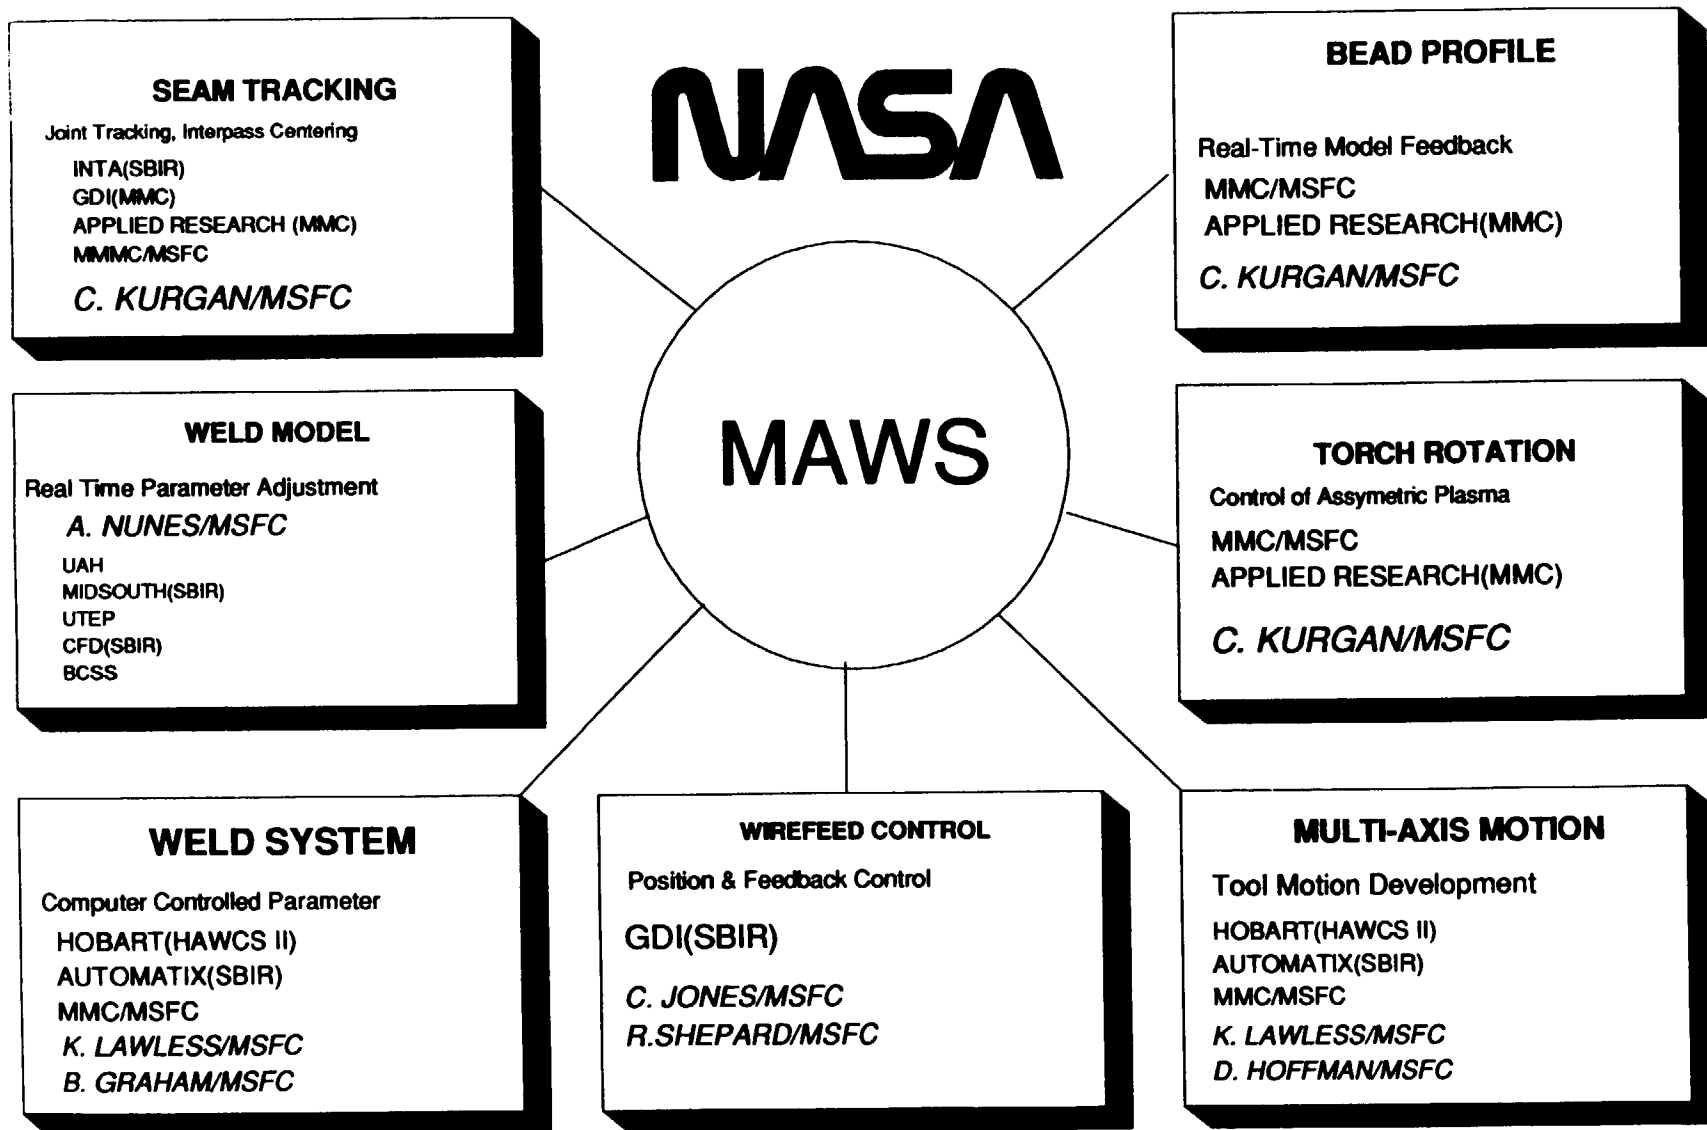 NASA
SEAM TRACKING
Joint Tracking, Interpass Centering
INTA(SBIR)
GDI(MMC)
APPLIED RESEARCH (MMC)
MMMC/MSFC
C. KURGAN/MSFC
BEAD PROFILE
Real-Time Model Feedback
MMC/MSFC
APPLIED RESEARCH(MMC)
C. KURGAN/MSFC
MAWS
WELD MODEL
Real Time Parameter Adjustment
A. NUNES/MSFC
UAH
MIDSOUTH(SBIR)
UTEP
CFD(SBIR)
BCSS
TORCH ROTATION
Control of Assymetric Plasma
MMC/MSFC
APPLIED RESEARCH(MMC)
C. KURGAN/MSFC
WELD SYSTEM
Computer Controlled Parameter
HOBART(HAWCS II)
AUTOMATIX(SBIR)
MMC/MSFC
K. LAWLESS/MSFC
B. GRAHAM/MSFC
WIREFEED CONTROL
Position & Feedback Control
GDI(SBIR)
C. JONES/MSFC
R.SHEPARD/MSFC
MULTI-AXIS MOTION
Tool Motion Development
HOBART(HAWCS II)
AUTOMATIX(SBIR)
MMC/MSFC
K. LAWLESS/MSFC
D. HOFFMAN/MSFC